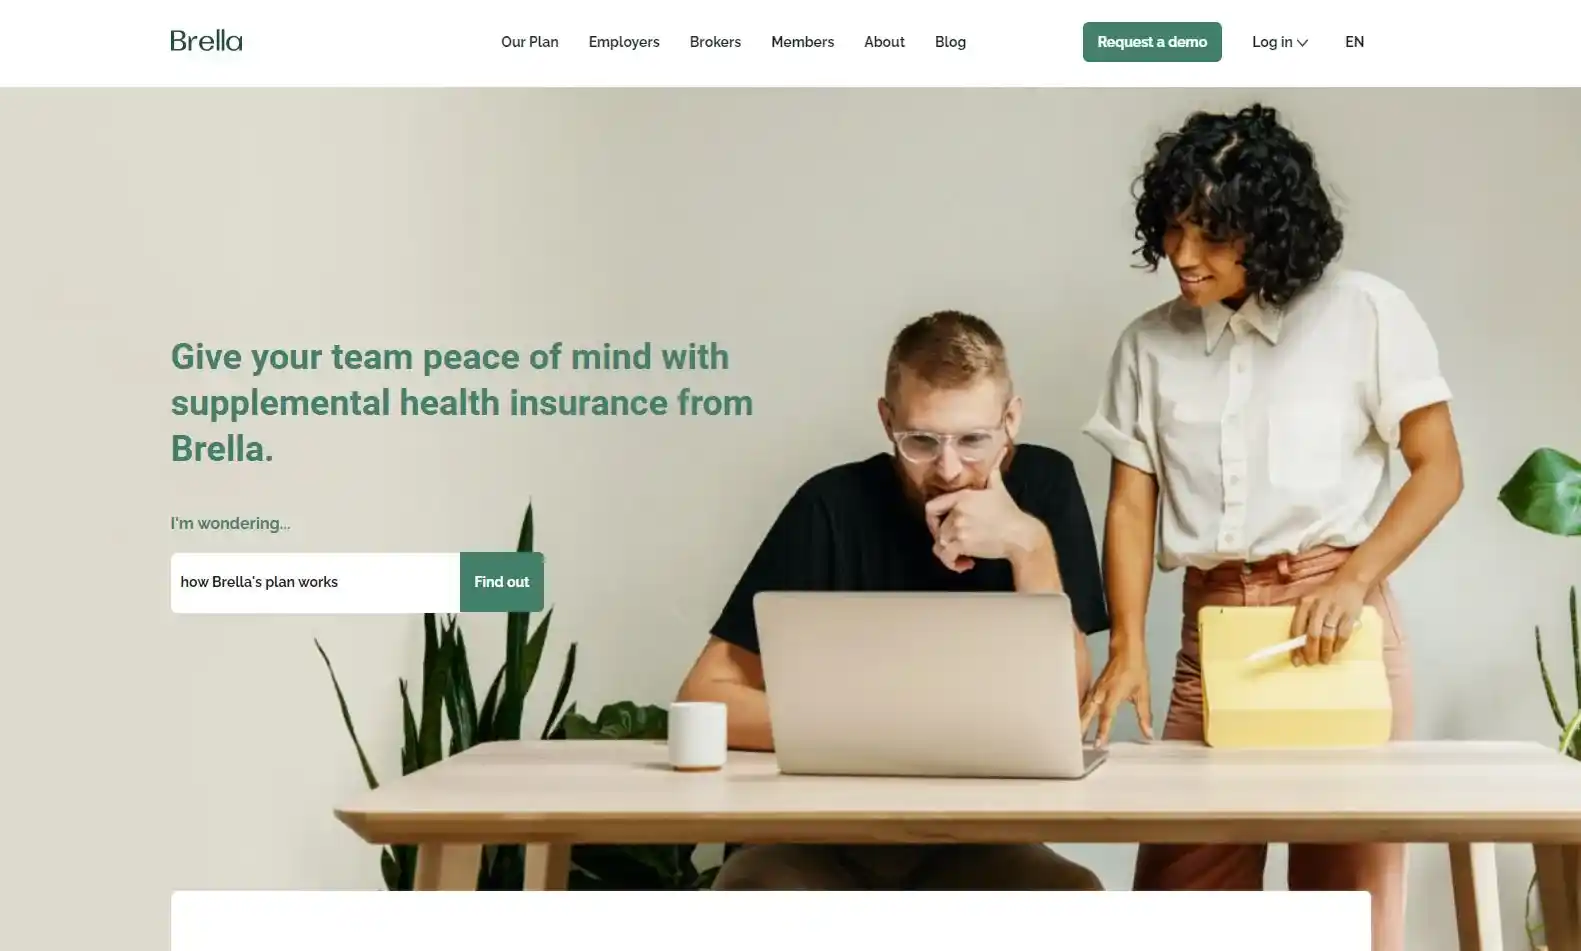 Brella
Our Plan
Employers
Brokers
Members
About
Blog
Request a demo
Log in
EN
Give your team peace of mind with
supplemental health insurance from
Brella.
I'm wondering...
how Brella's plan works
Find out